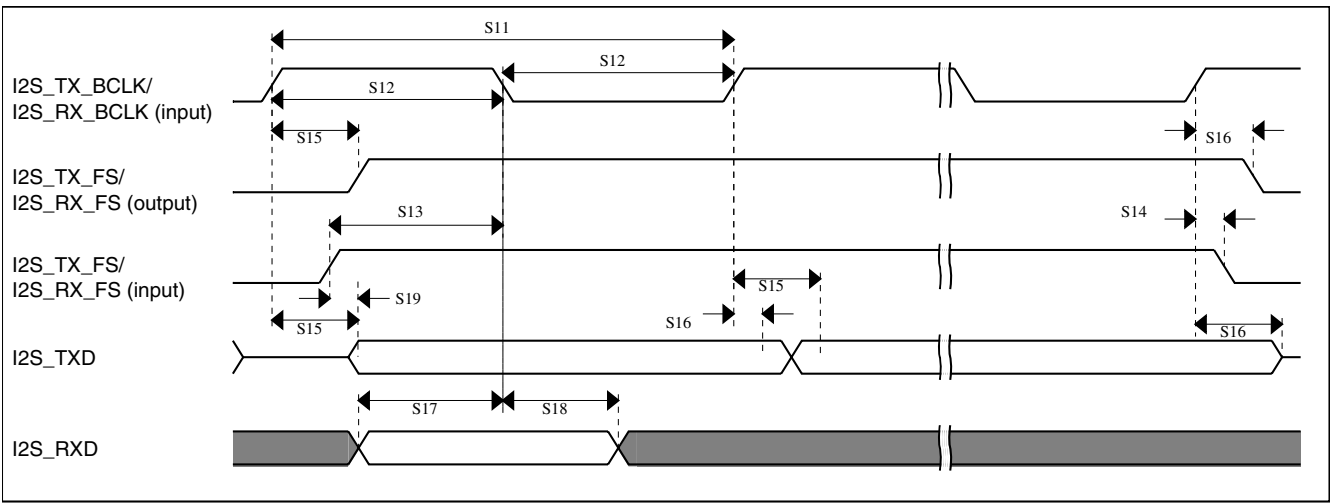 S11
I2S_TX_BCLK/
I2S_RX_BCLK (input)
S12
S12
S15
S16
I2S_TX_FS/
I2S_RX_FS (output)
S13
S14
I2S_TX_FS/
I2S_RX_FS (input)
S15
S19
S15
S16
S16
I2S_TXD
S17
S18
I2S_RXD